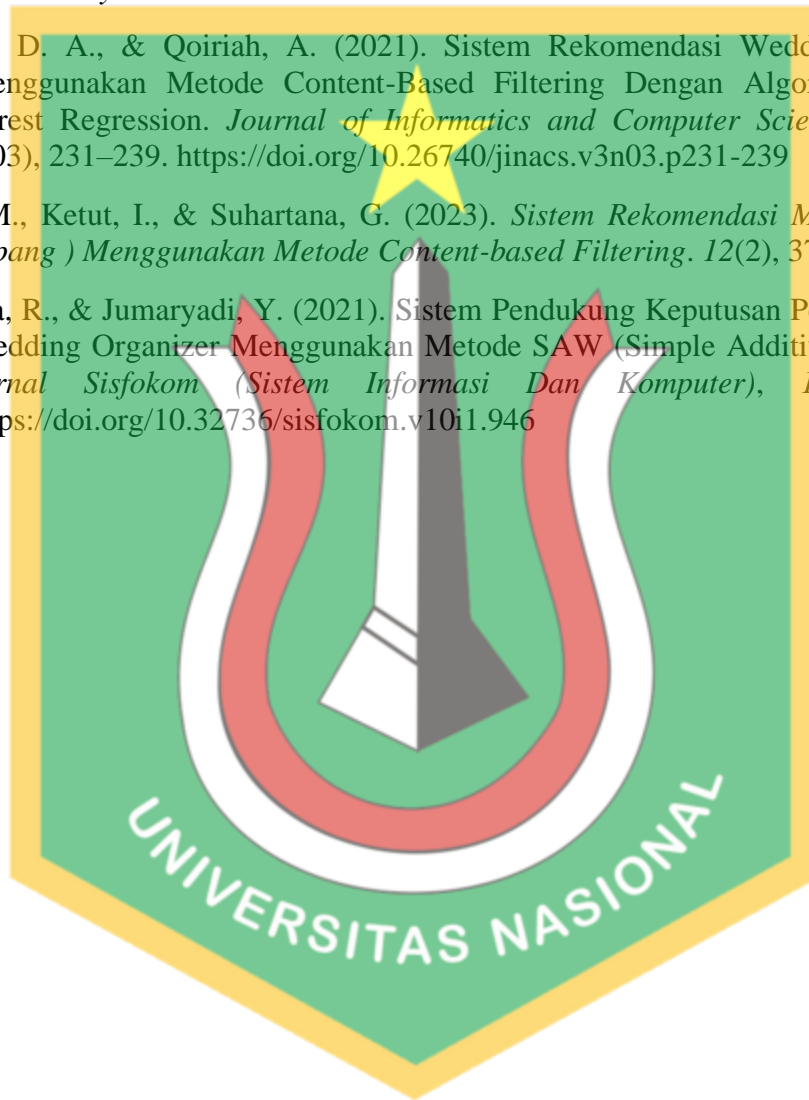 D. A., & Qoiriah, A. (2021). Sistem Rekomendasi Wedd
enggunakan Metode Content-Based Filtering Dengan Algor
rest Regression. Journal of Informatics and Computer Scie
03), 231–239. https://doi.org/10.26740/jinacs.v3n03.p231-239
M., Ketut, I., & Suhartana, G. (2023). Sistem Rekomendasi M
pang ) Menggunakan Metode Content-based Filtering. 12(2), 37
a, R., & Jumaryadi, Y. (2021). Sistem Pendukung Keputusan P
edding Organizer Menggunakan Metode SAW (Simple Additi
rnal Sisfokom (Sistem Informasi Dan Komputer),
ps://doi.org/10.32736/sisfokom.v10i1.946
UNIVERSITAS NASIONAL